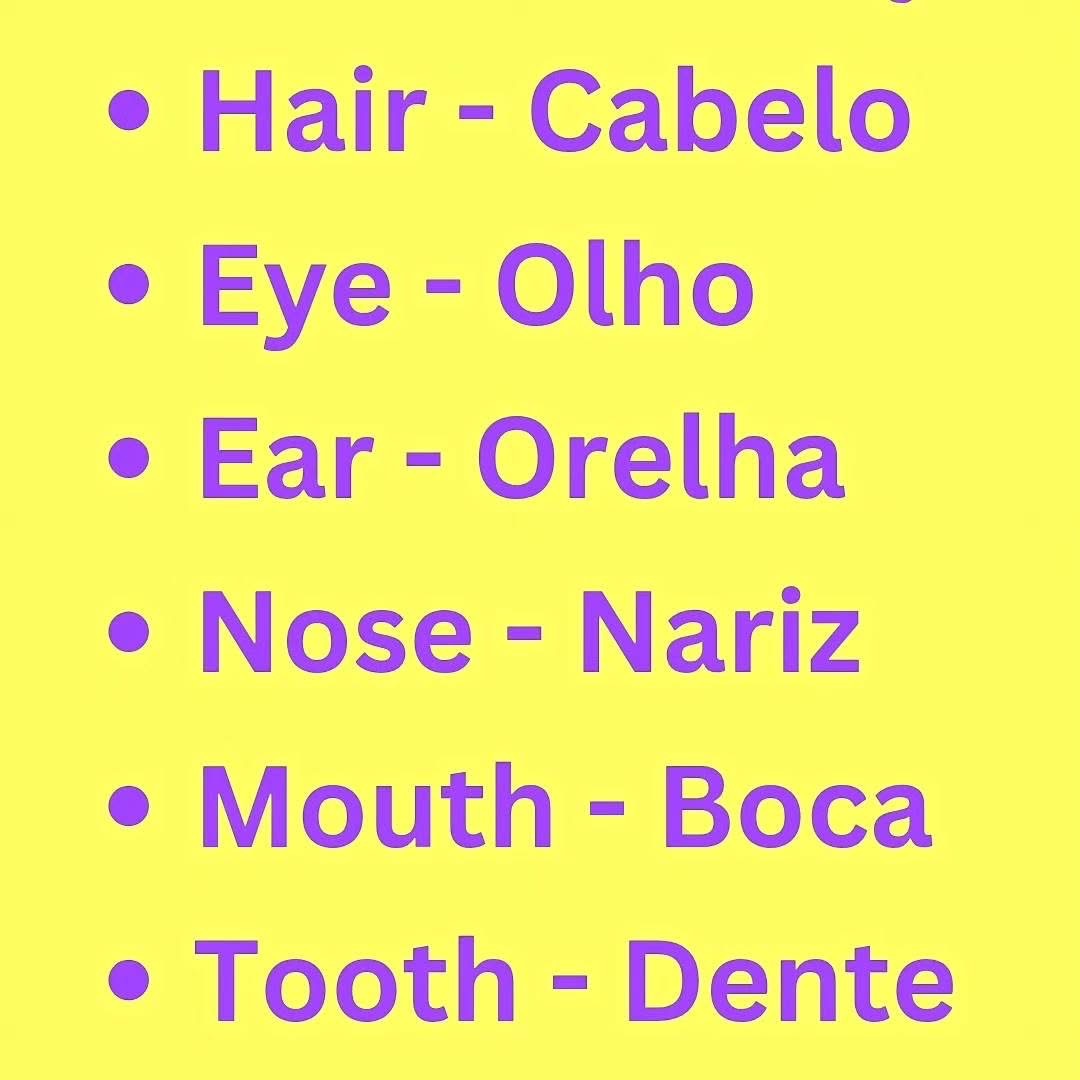 • Hair - Cabelo
• Eye - Olho
• Ear - Orelha
• Nose - Nariz
• Mouth - Boca
• Tooth - Dente